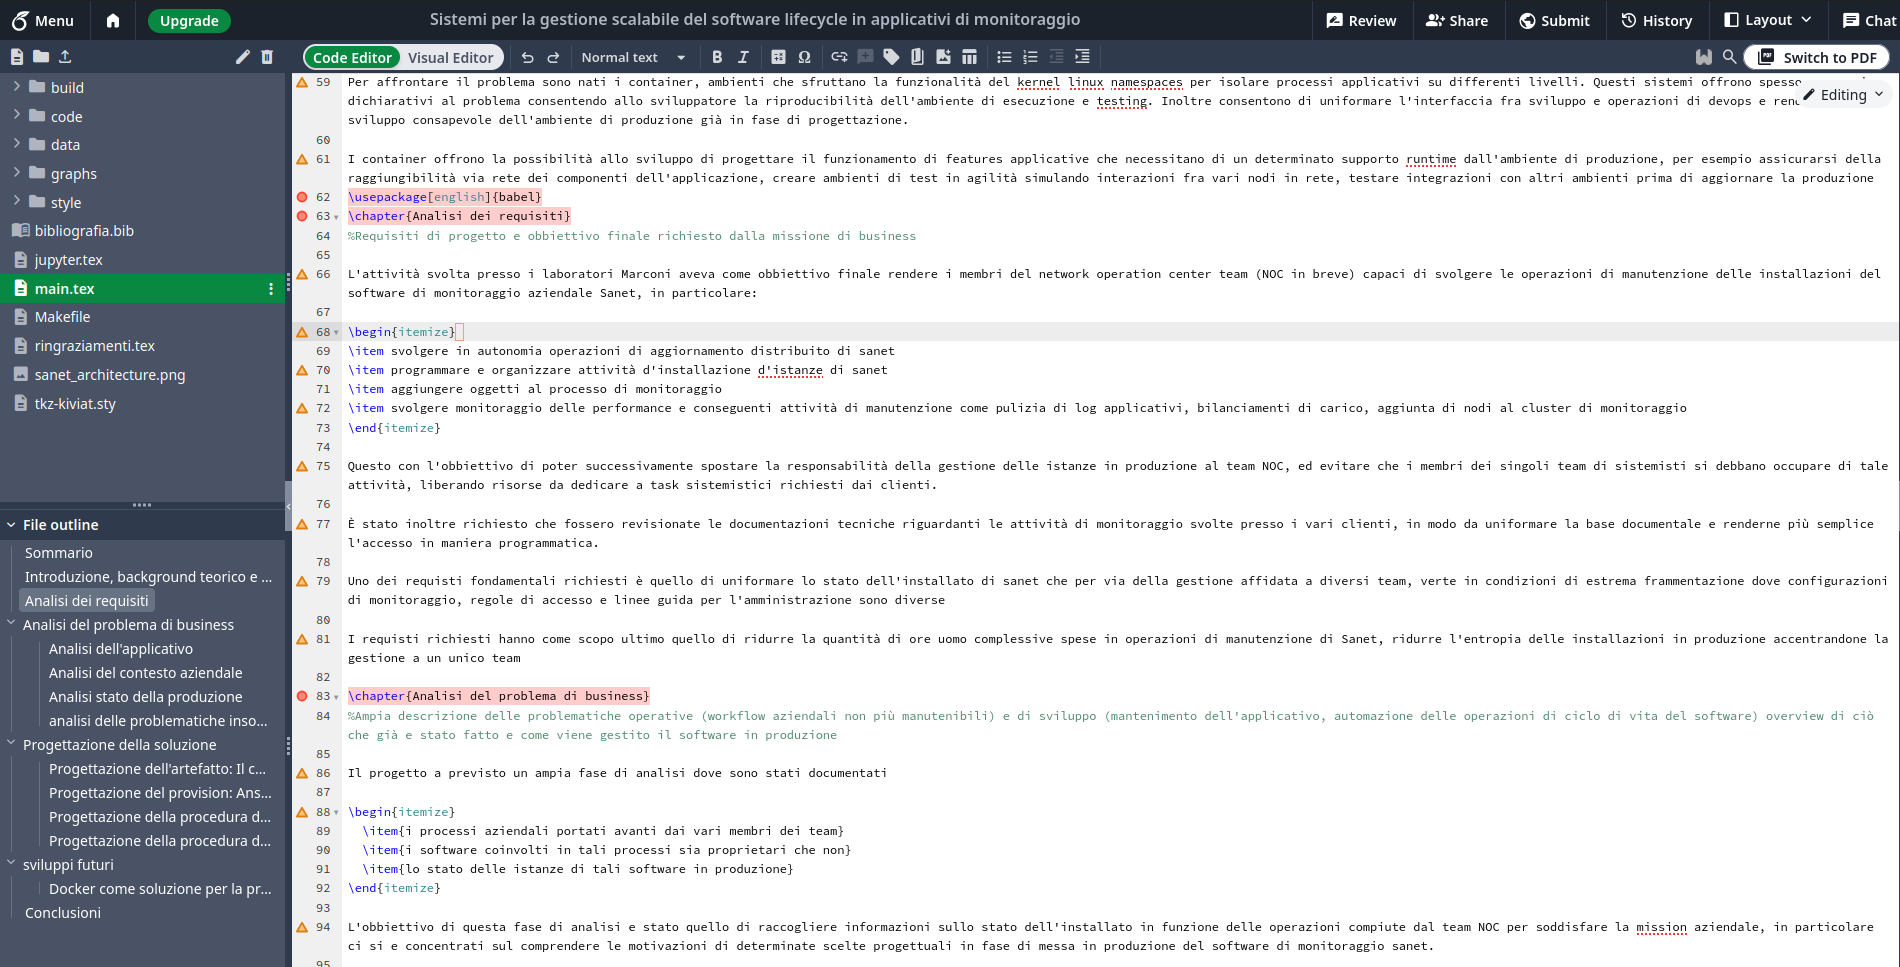 Menu
Upgrade
Sistemi per la gestione scalabile del software lifecycle in applicativi di monitoraggio
Review
Share
Submit
History
Layout
Chat
Code Editor
Visual Editor
Normal text
B
I
Ω
Switch to PDF
Editing
build
code
data
graphs
style
bibliografia.bib
jupyter.tex
main.tex
Makefile
ringraziamenti.tex
sanet_architecture.png
tkz-kiviat.sty
File outline
Sommario
Introduzione, background teorico e ...
Analisi dei requisiti
Analisi del problema di business
Analisi dell'applicativo
Analisi del contesto aziendale
Analisi stato della produzione
analisi delle problematiche inso...
Progettazione della soluzione
Progettazione dell'artefatto: Il c...
Progettazione del provision: Ans...
Progettazione della procedura d...
Progettazione della procedura d...
sviluppi futuri
Docker come soluzione per la pr...
Conclusioni
59 Per affrontare il problema sono nati i container, ambienti che sfruttano la funzionalità del kernel linux namespaces per isolare processi applicativi su differenti livelli. Questi sistemi offrono spesso
dichiarativi al problema consentendo allo sviluppatore la riproducibilità dell'ambiente di esecuzione e testing. Inoltre consentono di uniformare l'interfaccia fra sviluppo e operazioni di devops e
sviluppo consapevole dell'ambiente di produzione già in fase di progettazione.
60
61 I container offrono la possibilità allo sviluppo di progettare il funzionamento di features applicative che necessitano di un determinato supporto runtime dall'ambiente di produzione, per esempio assicurarsi della
raggiungibilità via rete dei componenti dell'applicazione, creare ambienti di test in agilità simulando interazioni fra vari nodi in rete, testare integrazioni con altri ambienti prima di aggiornare la produzione
62 \usepackage[english]{babel}
63 \chapter{Analisi dei requisiti}
64 %Requisiti di progetto e obbiettivo finale richiesto dalla missione di business
65
66 L'attività svolta presso i laboratori Marconi aveva come obbiettivo finale rendere i membri del network operation center team (NOC in breve) capaci di svolgere le operazioni di manutenzione delle installazioni del
software di monitoraggio aziendale Sanet, in particolare:
67
68 \begin{itemize}
69 \item svolgere in autonomia operazioni di aggiornamento distribuito di sanet
70 \item programmare e organizzare attività d'installazione d'istanze di sanet
71 \item aggiungere oggetti al processo di monitoraggio
72 \item svolgere monitoraggio delle performance e conseguenti attività di manutenzione come pulizia di log applicativi, bilanciamenti di carico, aggiunta di nodi al cluster di monitoraggio
73 \end{itemize}
74
75 Questo con l'obbiettivo di poter successivamente spostare la responsabilità della gestione delle istanze in produzione al team NOC, ed evitare che i membri dei singoli team di sistemisti si debbano occupare di tale
attività, liberando risorse da dedicare a task sistemistici richiesti dai clienti.
76
77 È stato inoltre richiesto che fossero revisionate le documentazioni tecniche riguardanti le attività di monitoraggio svolte presso i vari clienti, in modo da uniformare la base documentale e renderne più semplice
l'accesso in maniera programmatica.
78
79 Uno dei requisti fondamentali richiesti è quello di uniformare lo stato dell'installato di sanet che per via della gestione affidata a diversi team, verte in condizioni di estrema frammentazione dove configurazioni
di monitoraggio, regole di accesso e linee guida per l'amministrazione sono diverse
80
81 I requisti richiesti hanno come scopo ultimo quello di ridurre la quantità di ore uomo complessive spese in operazioni di manutenzione di Sanet, ridurre l'entropia delle installazioni in produzione accentrandone la
gestione a un unico team
82
83 \chapter{Analisi del problema di business}
84 %Ampia descrizione delle problematiche operative (workflow aziendali non più manutenibili) e di sviluppo (mantenimento dell'applicativo, automazione delle operazioni di ciclo di vita del software) overview di ciò
che già e stato fatto e come viene gestito il software in produzione
85
86 Il progetto a previsto un ampia fase di analisi dove sono stati documentati
87
88 \begin{itemize}
89 \item{i processi aziendali portati avanti dai vari membri dei team}
90 \item{i software coinvolti in tali processi sia proprietari che non}
91 \item{lo stato delle istanze di tali software in produzione}
92 \end{itemize}
93
94 L'obbiettivo di questa fase di analisi e stato quello di raccogliere informazioni sullo stato dell'installato in funzione delle operazioni compiute dal team NOC per soddisfare la mission aziendale, in particolare
ci si e concentrati sul comprendere le motivazioni di determinate scelte progettuali in fase di messa in produzione del software di monitoraggio sanet.
95